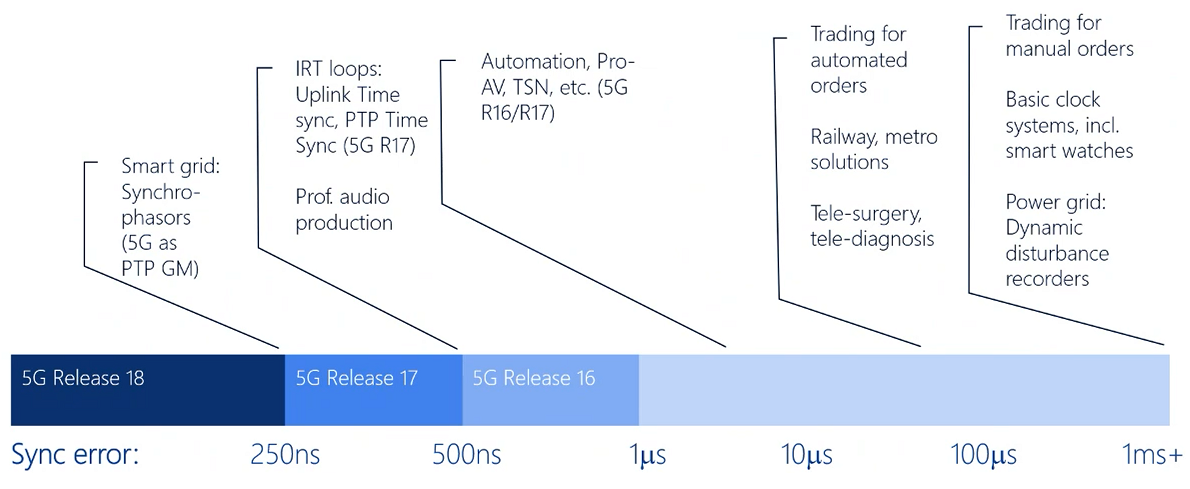 Smart grid:
Synchro-
phasors
(5G as
PTP GM)
IRT loops:
Uplink Time
sync, PTP Time
Sync (5G R17)
Prof. audio
production
Automation, Pro-
AV, TSN, etc. (5G
R16/R17)
Trading for
automated
orders
Railway, metro
solutions
Tele-surgery,
tele-diagnosis
Trading for
manual orders
Basic clock
systems, incl.
smart watches
Power grid:
Dynamic
disturbance
recorders
5G Release 18
5G Release 17
5G Release 16
Sync error: 250ns 500ns 1μs 10μs 100μs 1ms+